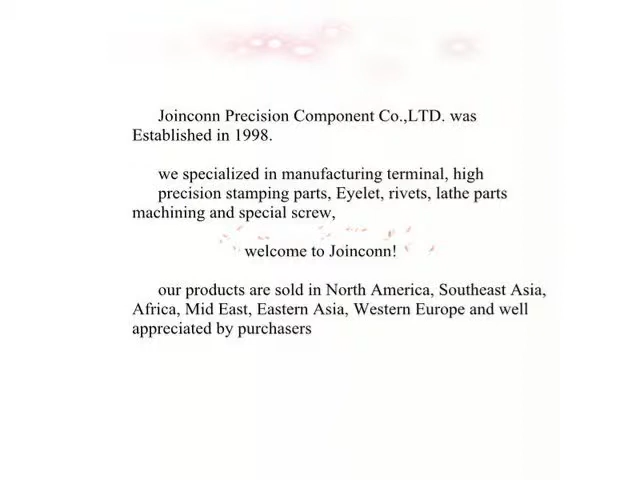 Joinconn Precision Component Co.,LTD. was
Established in 1998.
we specialized in manufacturing terminal, high
precision stamping parts, Eyelet, rivets, lathe parts
machining and special screw,
welcome to Joinconn!
our products are sold in North America, Southeast Asia,
Africa, Mid East, Eastern Asia, Western Europe and well
appreciated by purchasers